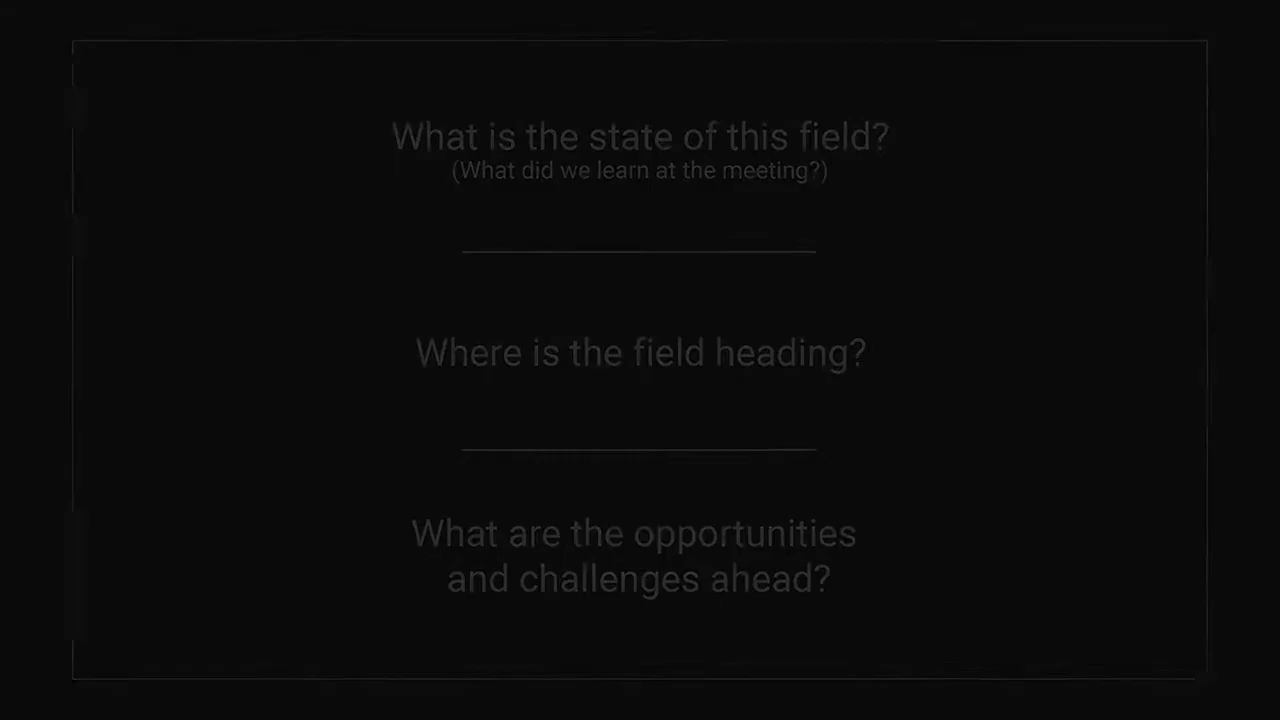 What is the state of this field?
(What did we learn at the meeting?)
Where is the field heading?
What are the opportunities
and challenges ahead?